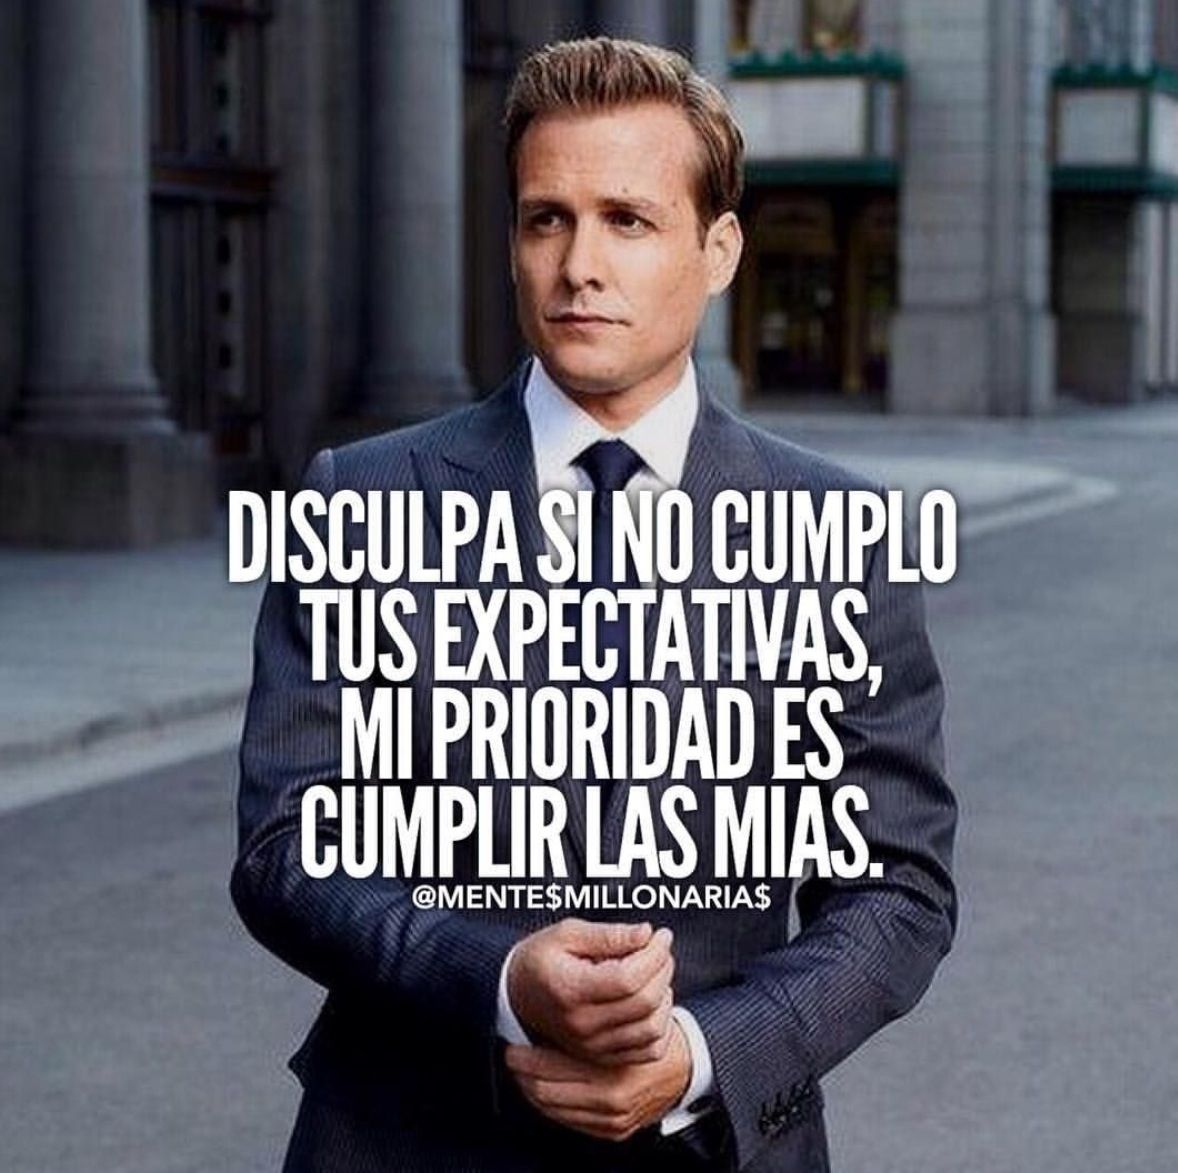 DISCULPA SI NO CUMPLO
TUS EXPECTATIVAS,
MI PRIORIDAD ES
CUMPLIR LAS MIAS.
@MENTE$MILLONARIA$